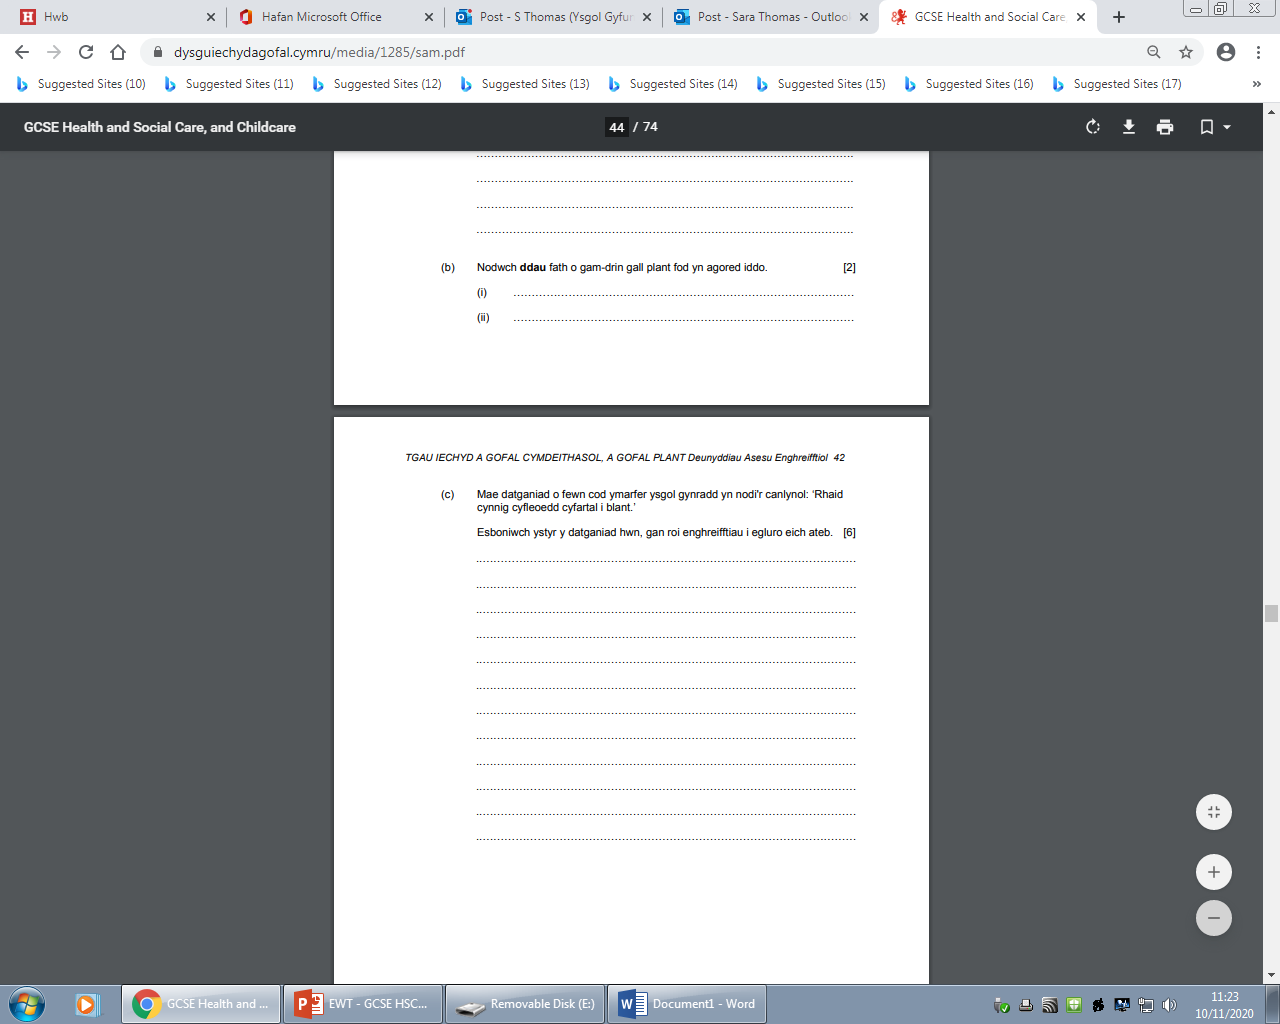 Hwb
Hafan Microsoft Office
Post - S Thomas (Ysgol Gyfun
Post - Sara Thomas - Outloo
GCSE Health and Social Care
dysguiechydagofal.cymru/media/1285/sam.pdf
Suggested Sites (10)
Suggested Sites (11)
Suggested Sites (12)
Suggested Sites (13)
Suggested Sites (14)
Suggested Sites (15)
Suggested Sites (16)
Suggested Sites (17)
»
GCSE Health and Social Care, and Childcare
44 / 74
(b) Nodwch ddau fath o gam-drin gall plant fod yn agored iddo. [2]
(i)
(ii)
TGAU IECHYD A GOFAL CYMDEITHASOL, A GOFAL PLANT Deunyddiau Asesu Enghreifftiol 42
(c) Mae datganiad o fewn cod ymarfer ysgol gynradd yn nodi'r canlynol: ‘Rhaid
cynnig cyfleoedd cyfartal i blant.’
Esboniwch ystyr y datganiad hwn, gan roi enghreifftiau i egluro eich ateb. [6]
GCSE Health and ...
EWT - GCSE HSC...
Removable Disk (E:)
Document1 - Word
11:23
10/11/2020